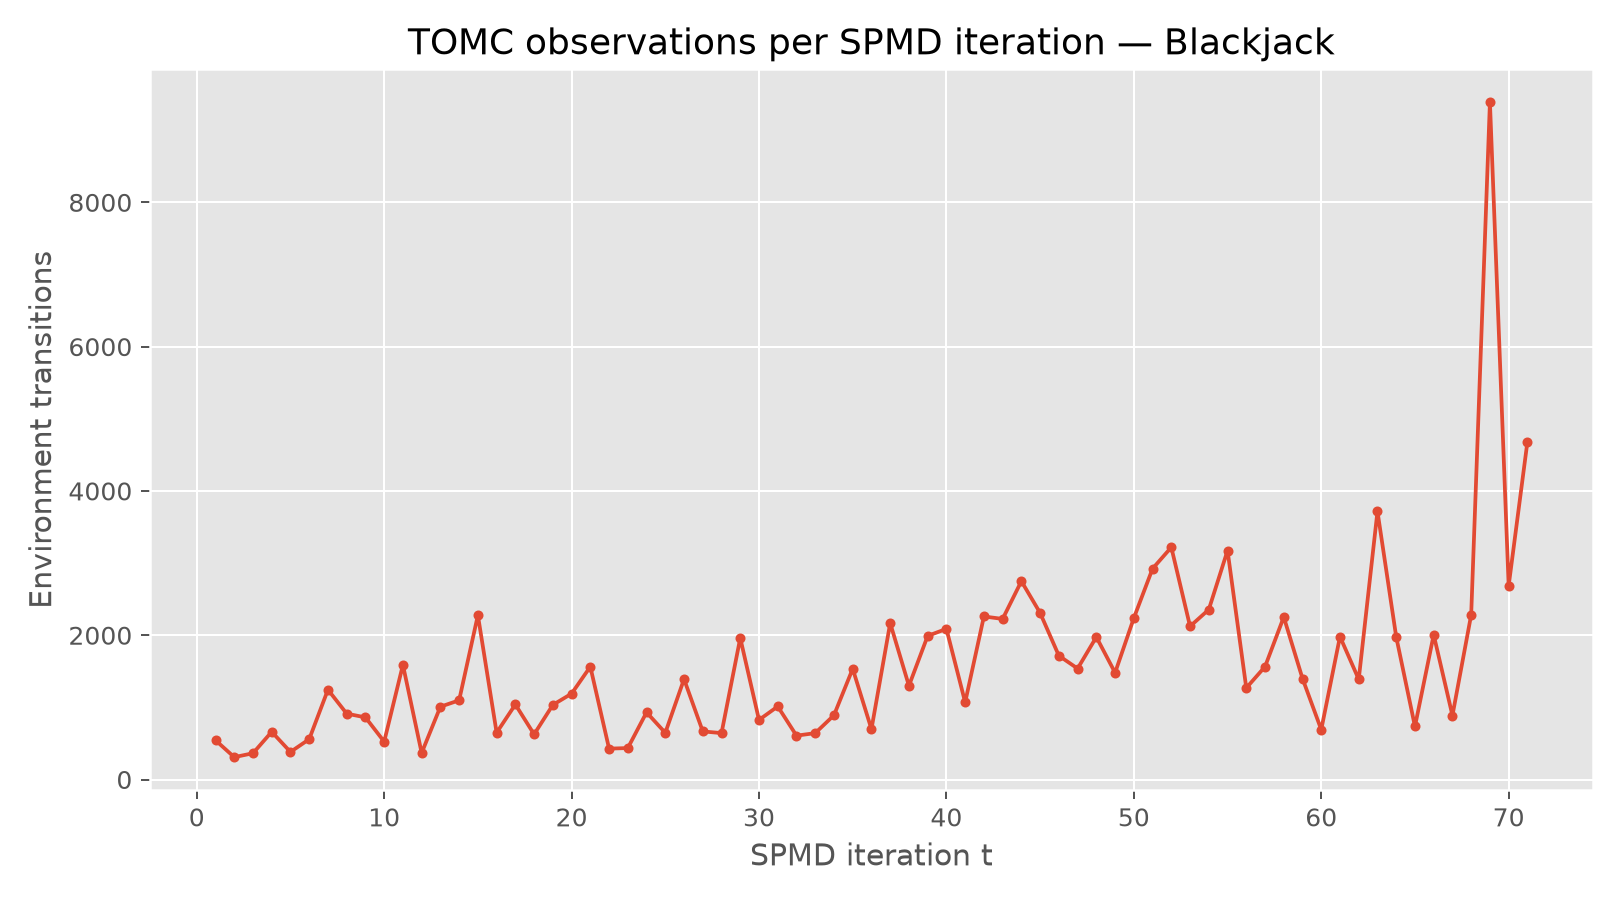 TOMC observations per SPMD iteration — Blackjack
Environment transitions
8000
6000
4000
2000
0
0 10 20 30 40 50 60 70
SPMD iteration t